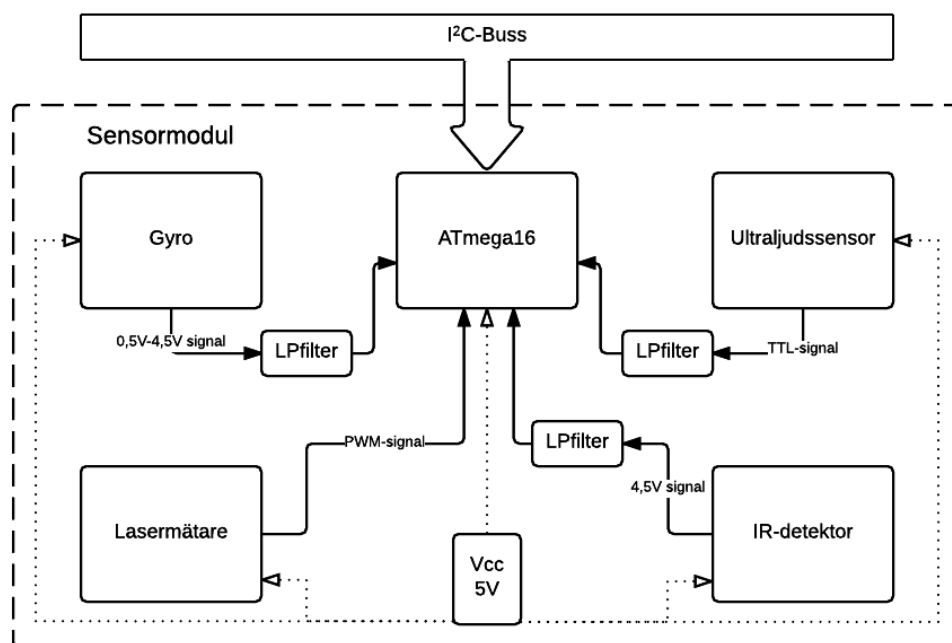 I²C-Buss
Sensormodul
Gyro
ATmega16
Ultraljudssensor
0,5V-4,5V signal
LPfilter
LPfilter
TTL-signal
PWM-signal
LPfilter
4,5V signal
Lasermätare
IR-detektor
Vcc
5V